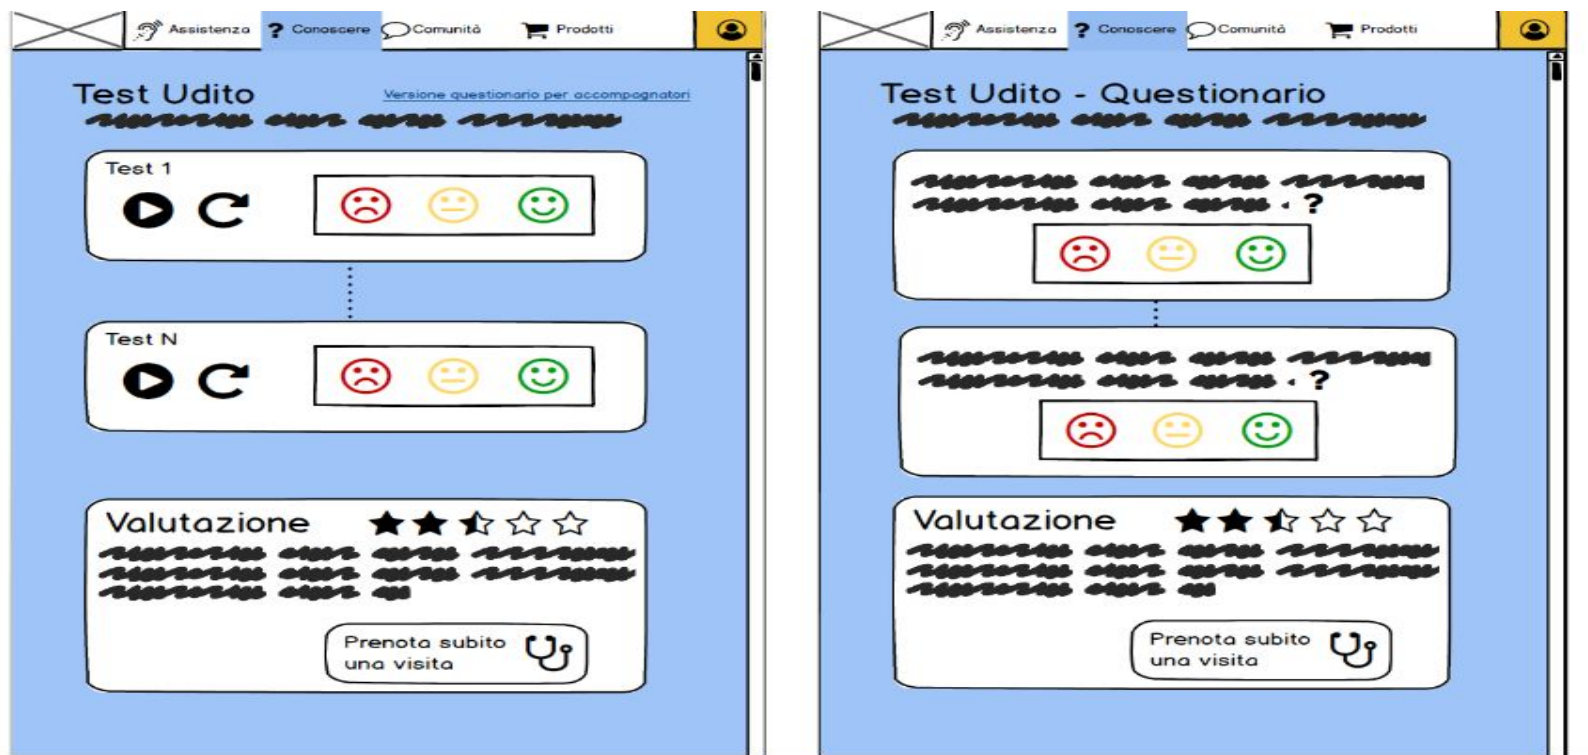 Assistenza ? Conoscere Comunità Prodotti
Test Udito
Versione questionario per accompagnatori
Test 1
Test N
Valutazione
Prenota subito
una visita
Assistenza ? Conoscere Comunità Prodotti
Test Udito - Questionario
?
?
Valutazione
Prenota subito
una visita